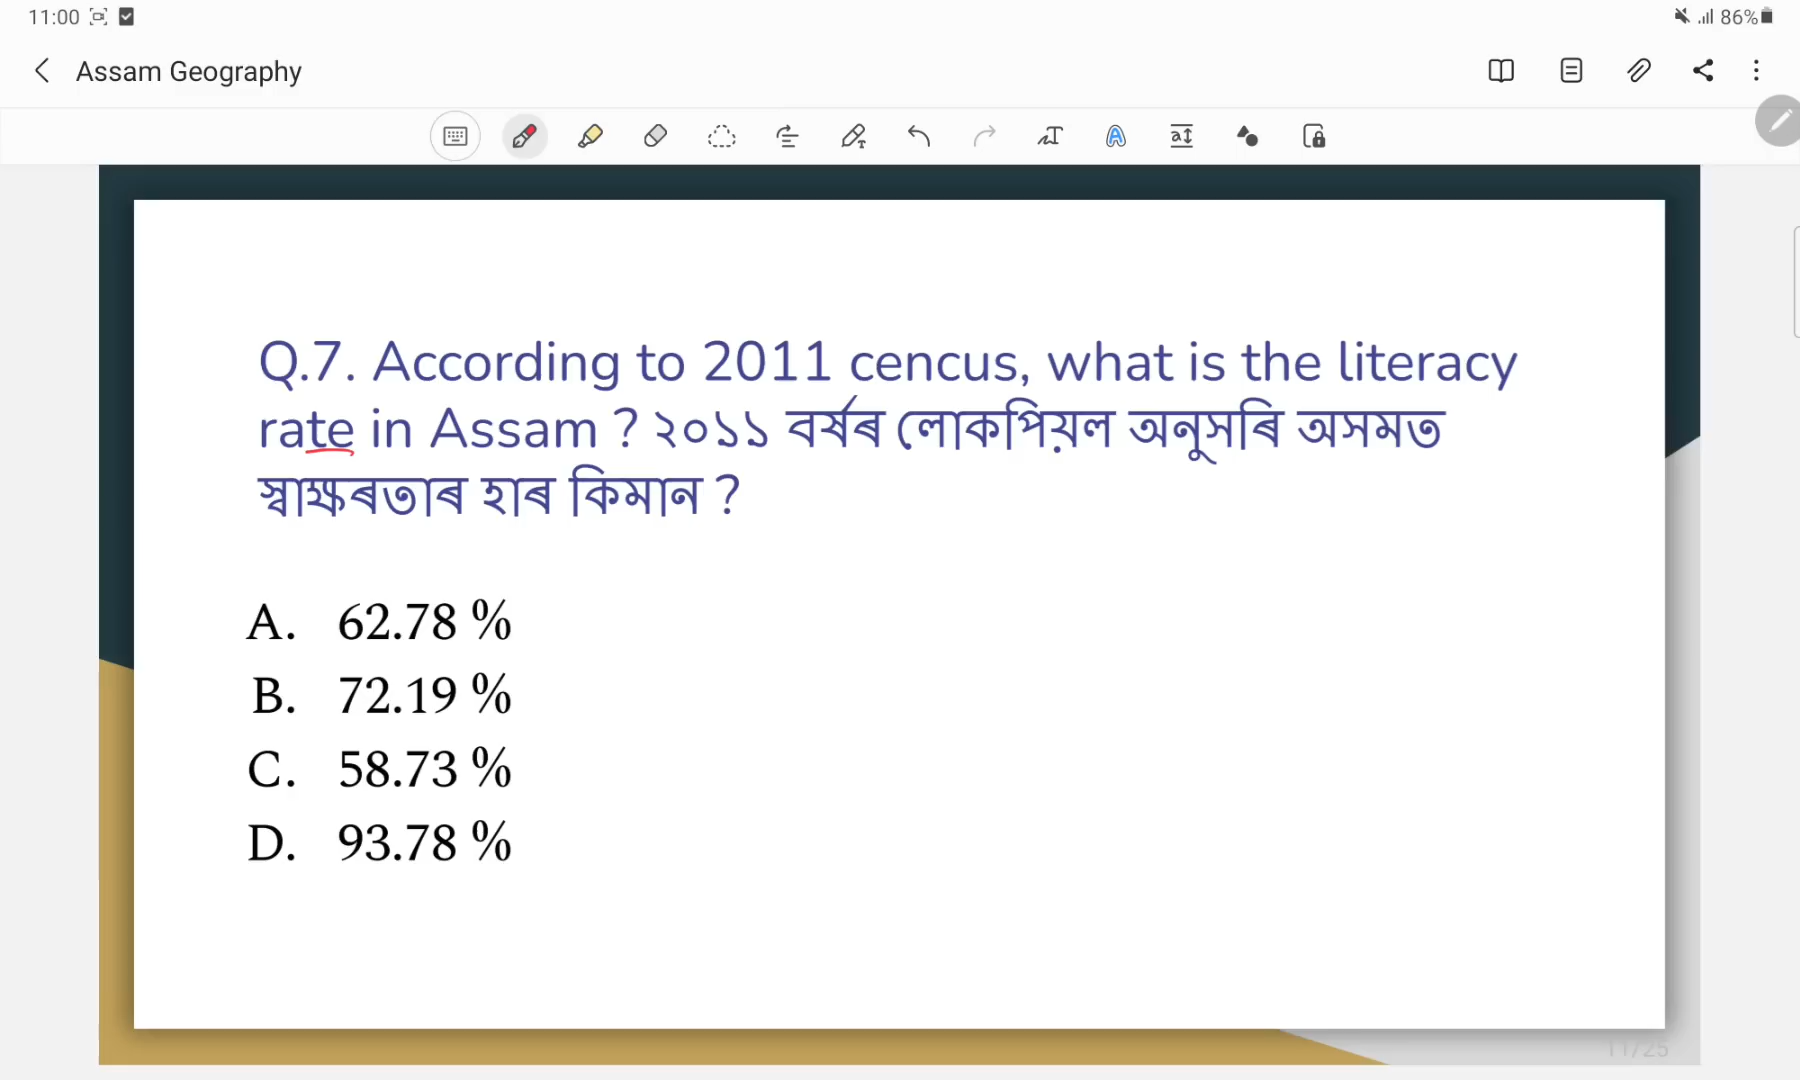 11:00
86%
Assam Geography
Q.7. According to 2011 cencus, what is the literacy
rate in Assam ? ২০১১ বৰ্ষৰ লোকপিয়ল অনুসৰি অসমত
স্বাক্ষৰতাৰ হাৰ কিমান ?
A. 62.78 %
B. 72.19 %
C. 58.73 %
D. 93.78 %
11/25